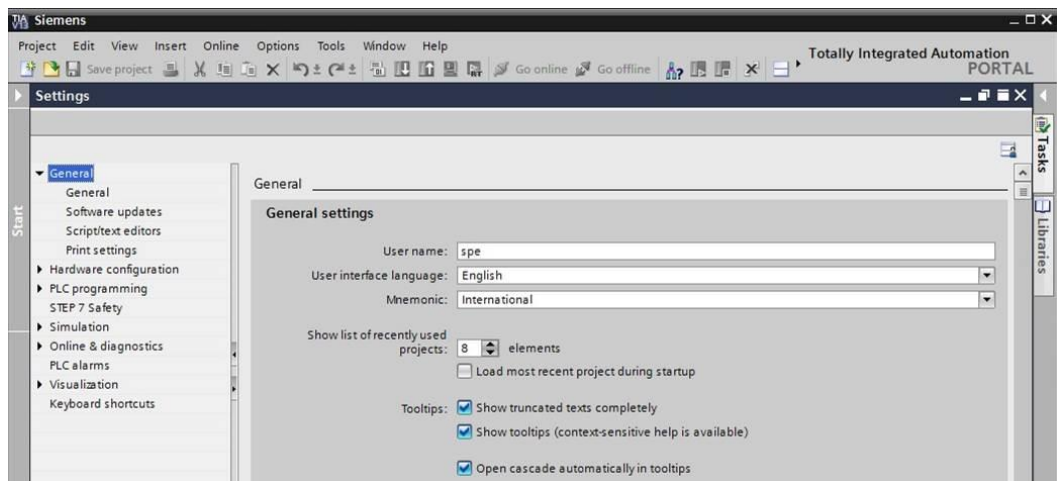 TIA V13 Siemens
Project Edit View Insert Online Options Tools Window Help
Totally Integrated Automation
PORTAL
Save project Go online Go offline
Settings
Start
Tasks
Libraries
General
General
Software updates
Script/text editors
Print settings
Hardware configuration
PLC programming
STEP 7 Safety
Simulation
Online & diagnostics
PLC alarms
Visualization
Keyboard shortcuts
General
General settings
User name: spe
User interface language: English
Mnemonic: International
Show list of recently used
projects: 8 elements
Load most recent project during startup
Tooltips: Show truncated texts completely
Show tooltips (context-sensitive help is available)
Open cascade automatically in tooltips